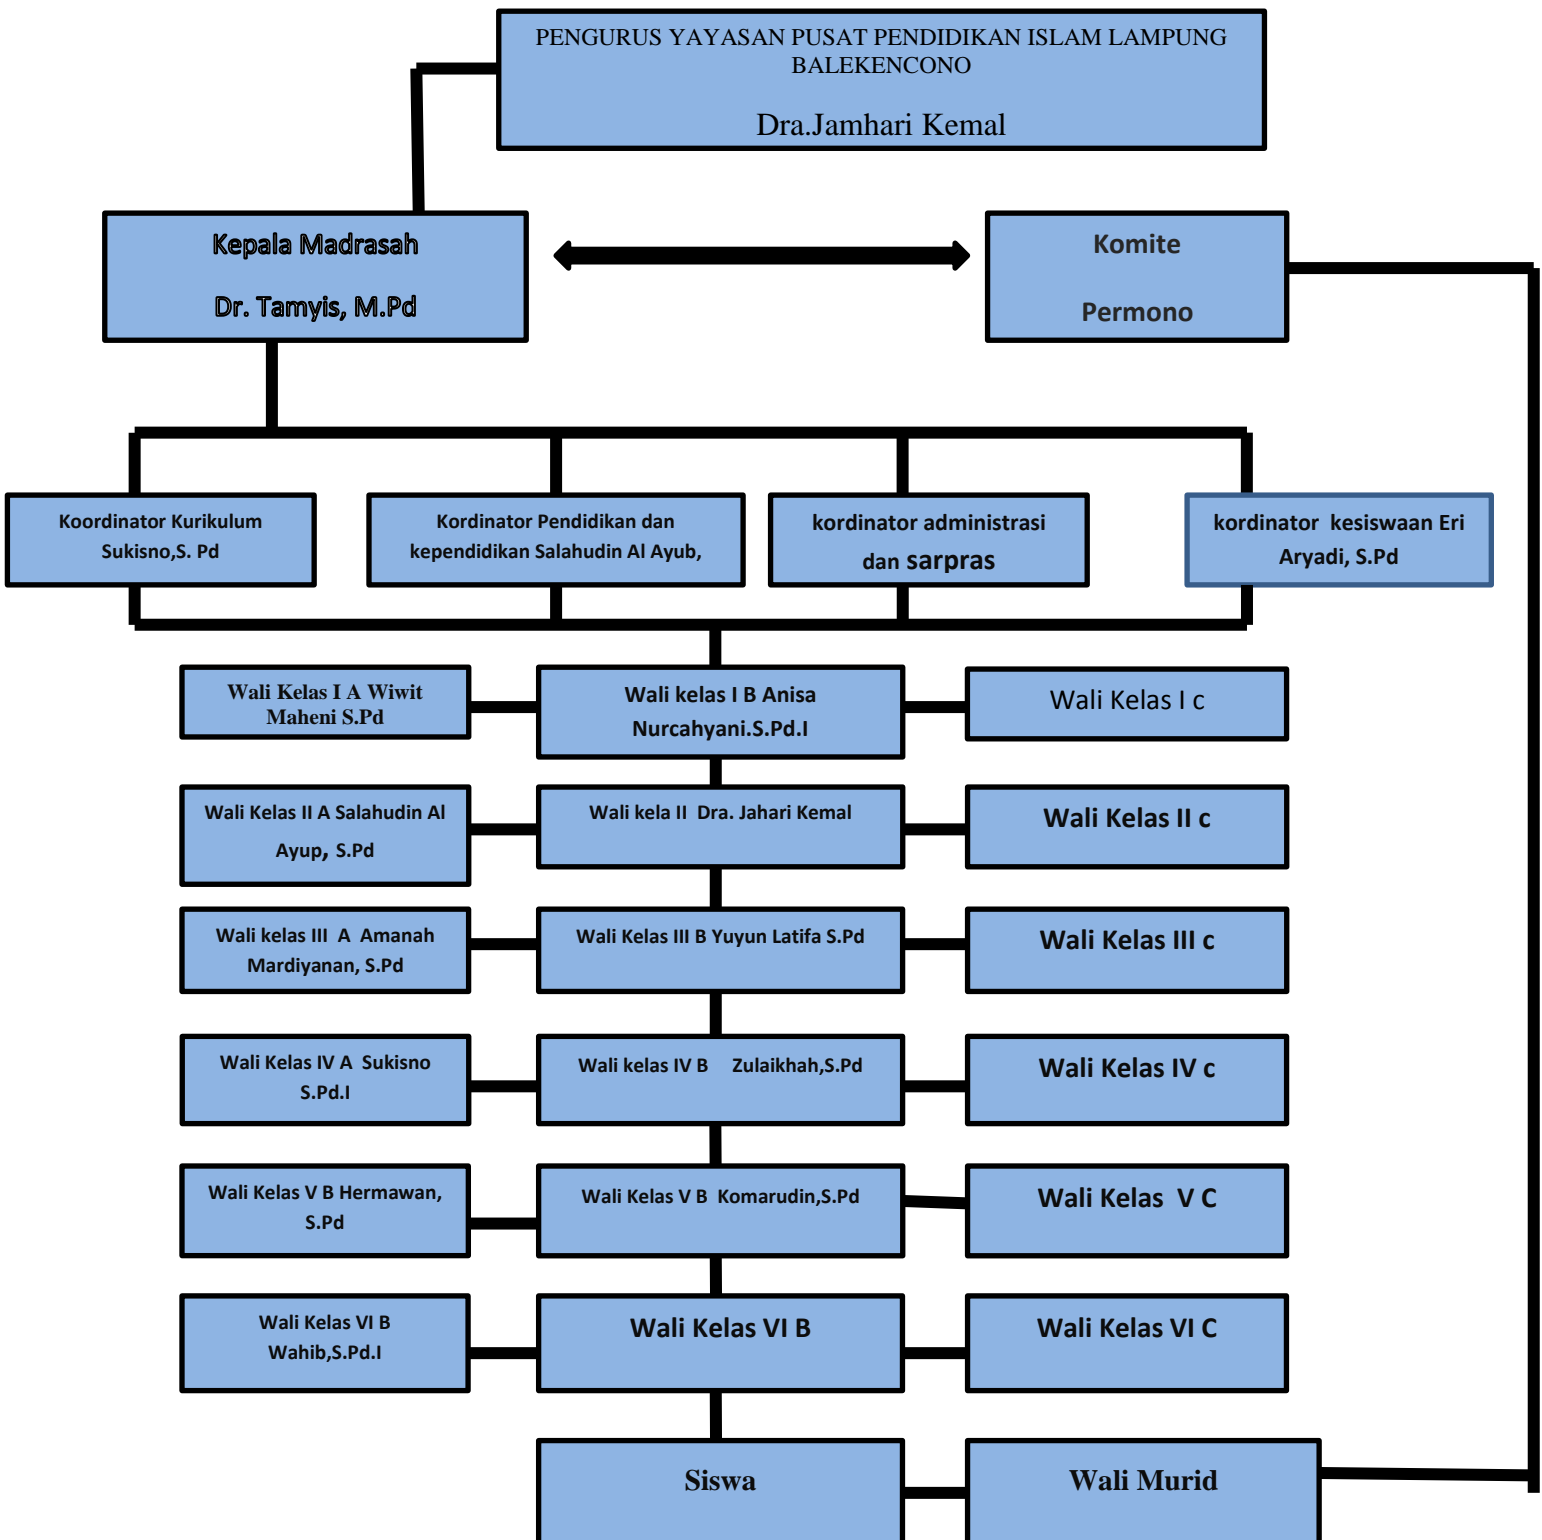 PENGURUS YAYASAN PUSAT PENDIDIKAN ISLAM LAMPUNG
BALEKENCONO
Dra.Jamhari Kemal
Kepala Madrasah
Dr. Tamyis, M.Pd
Komite
Permono
Koordinator Kurikulum
Sukisno,S. Pd
Kordinator Pendidikan dan
kependidikan Salahudin Al Ayub,
kordinator administrasi
dan sarpras
kordinator kesiswaan Eri
Aryadi, S.Pd
Wali Kelas I A Wiwit
Maheni S.Pd
Wali kelas I B Anisa
Nurcahyani.S.Pd.I
Wali Kelas I c
Wali Kelas II A Salahudin Al
Ayup, S.Pd
Wali kela II Dra. Jahari Kemal
Wali Kelas II c
Wali kelas III A Amanah
Mardiyanan, S.Pd
Wali Kelas III B Yuyun Latifa S.Pd
Wali Kelas III c
Wali Kelas IV A Sukisno
S.Pd.I
Wali kelas IV B Zulaikhah,S.Pd
Wali Kelas IV c
Wali Kelas V B Hermawan,
S.Pd
Wali Kelas V B Komarudin,S.Pd
Wali Kelas V C
Wali Kelas VI B
Wahib,S.Pd.I
Wali Kelas VI B
Wali Kelas VI C
Siswa
Wali Murid